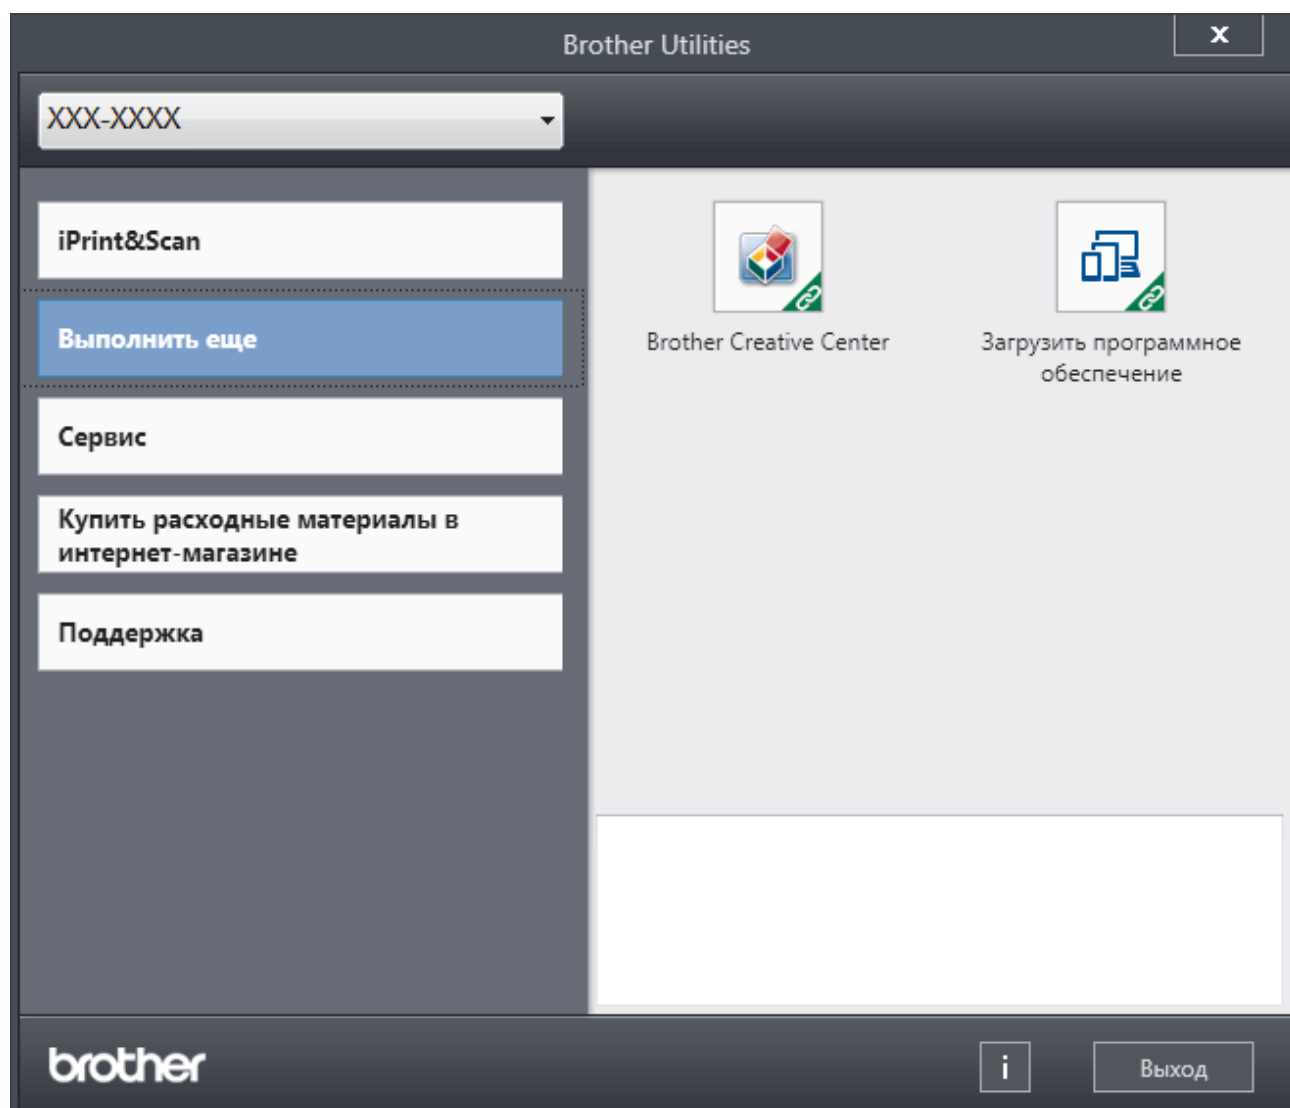 Brother Utilities
x
XXX-XXXX
iPrint&Scan
Выполнить еще
Сервис
Купить расходные материалы в
интернет-магазине
Поддержка
Brother Creative Center
Загрузить программное
обеспечение
brother
i
Выход